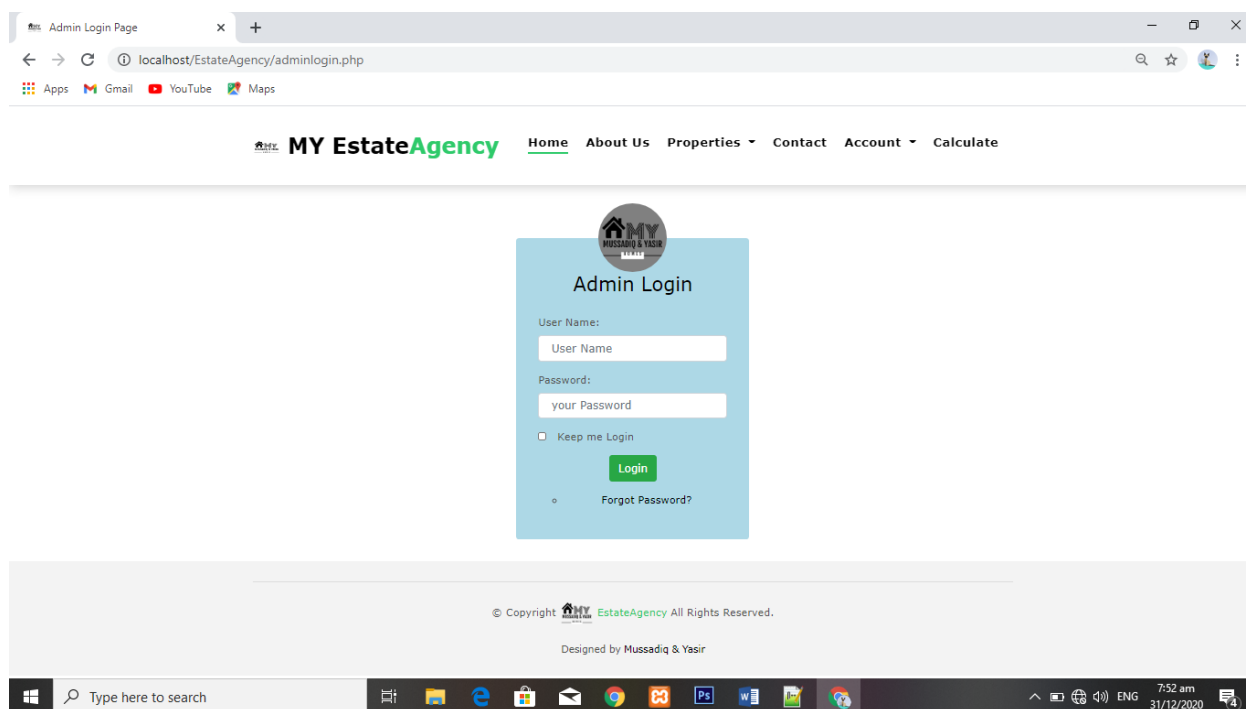 Admin Login Page
localhost/EstateAgency/adminlogin.php
Apps Gmail YouTube Maps
MY EstateAgency Home About Us Properties Contact Account Calculate
MY
MUSSADIQ & YASIR
Admin Login
User Name:
User Name
Password:
your Password
Keep me Login
Login
Forgot Password?
© Copyright MY EstateAgency All Rights Reserved.
Designed by Mussadiq & Yasir
Type here to search
ENG
7:52 am
31/12/2020
4